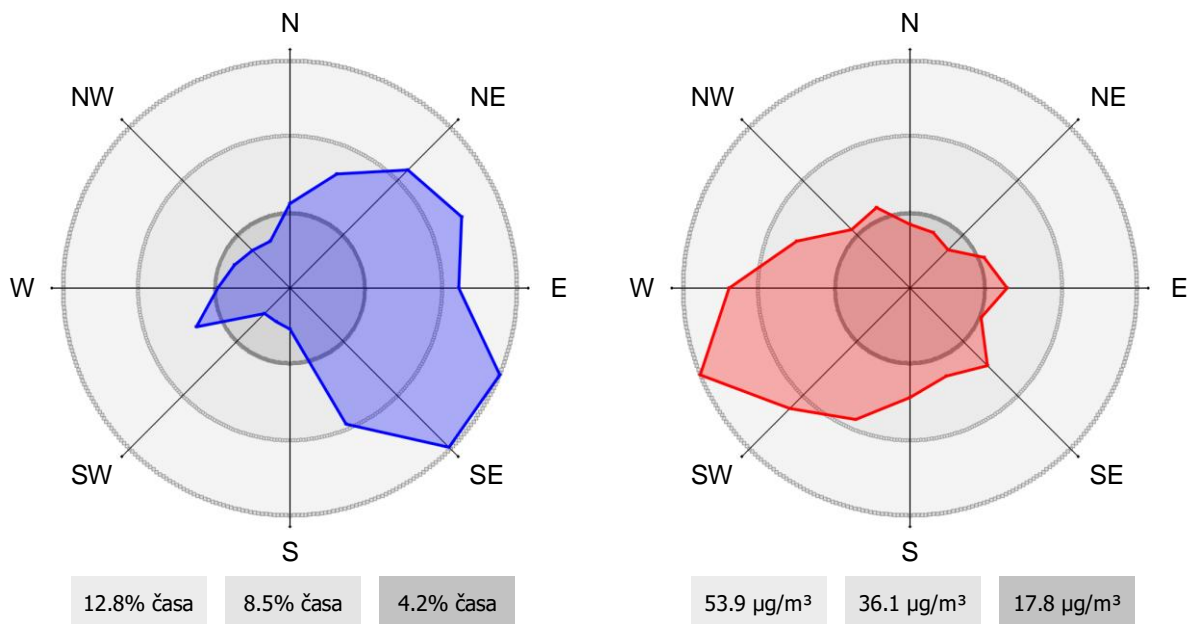 N
NW
NE
W
E
SW
SE
S
12.8% časa
8.5% časa
4.2% časa
N
NW
NE
W
E
SW
SE
S
53.9 µg/m³
36.1 µg/m³
17.8 µg/m³